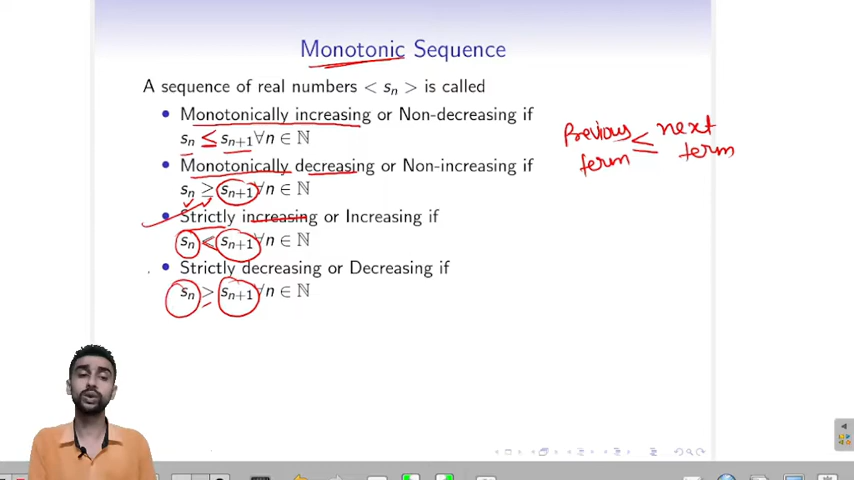 Monotonic Sequence
A sequence of real numbers < sₙ > is called
• Monotonically increasing or Non-decreasing if
sₙ ≤ sₙ₊₁∀n ∈ ℕ
• Monotonically decreasing or Non-increasing if
sₙ ≥ sₙ₊₁∀n ∈ ℕ
• Strictly increasing or Increasing if
sₙ < sₙ₊₁∀n ∈ ℕ
• Strictly decreasing or Decreasing if
sₙ > sₙ₊₁∀n ∈ ℕ
Previous ≤ next
term term